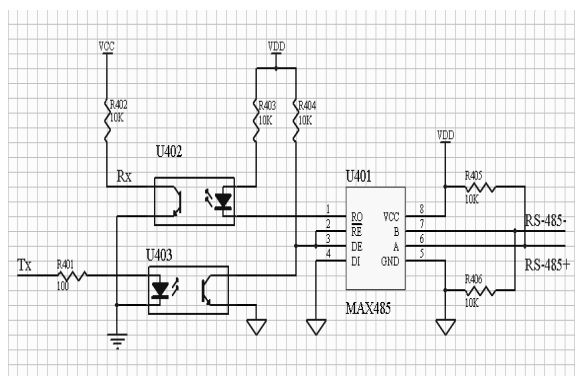 VCC
VDD
R402
10K
R403
10K
R404
10K
VDD
Rx
U402
U401
R405
10K
1
2
3
4
RO
RE
DE
DI
VCC
B
A
GND
8
7
6
5
RS-485-
RS-485+
U403
Tx
R401
100
R406
10K
MAX485